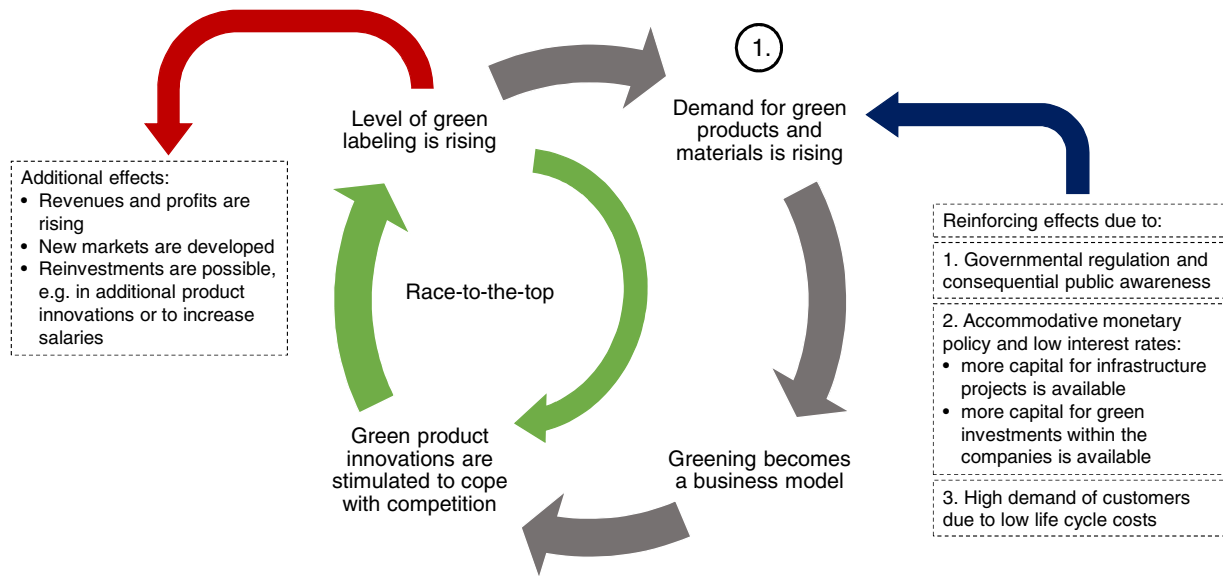 1.
Level of green
labeling is rising
Demand for green
products and
materials is rising
Additional effects:
• Revenues and profits are
rising
• New markets are developed
• Reinvestments are possible,
e.g. in additional product
innovations or to increase
salaries
Race-to-the-top
Reinforcing effects due to:
1. Governmental regulation and
consequential public awareness
2. Accommodative monetary
policy and low interest rates:
• more capital for infrastructure
projects is available
• more capital for green
investments within the
companies is available
3. High demand of customers
due to low life cycle costs
Green product
innovations are
stimulated to cope
with competition
Greening becomes
a business model